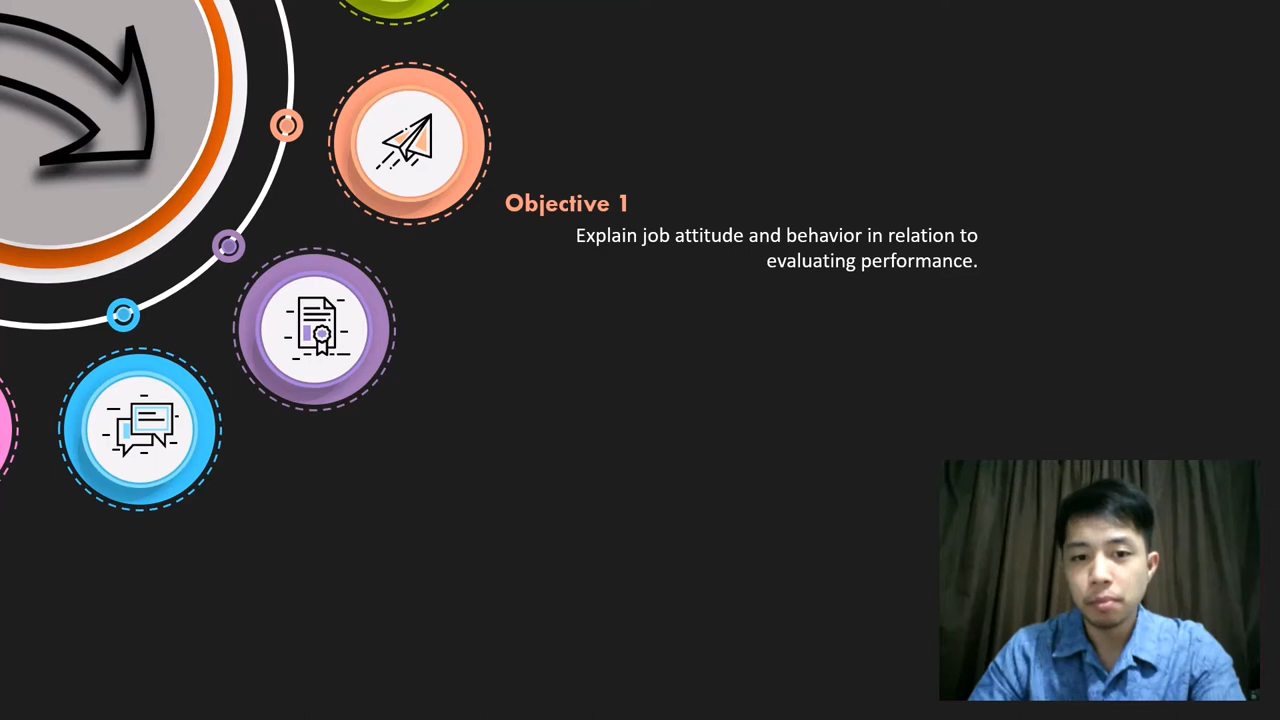 Objective 1
Explain job attitude and behavior in relation to
evaluating performance.